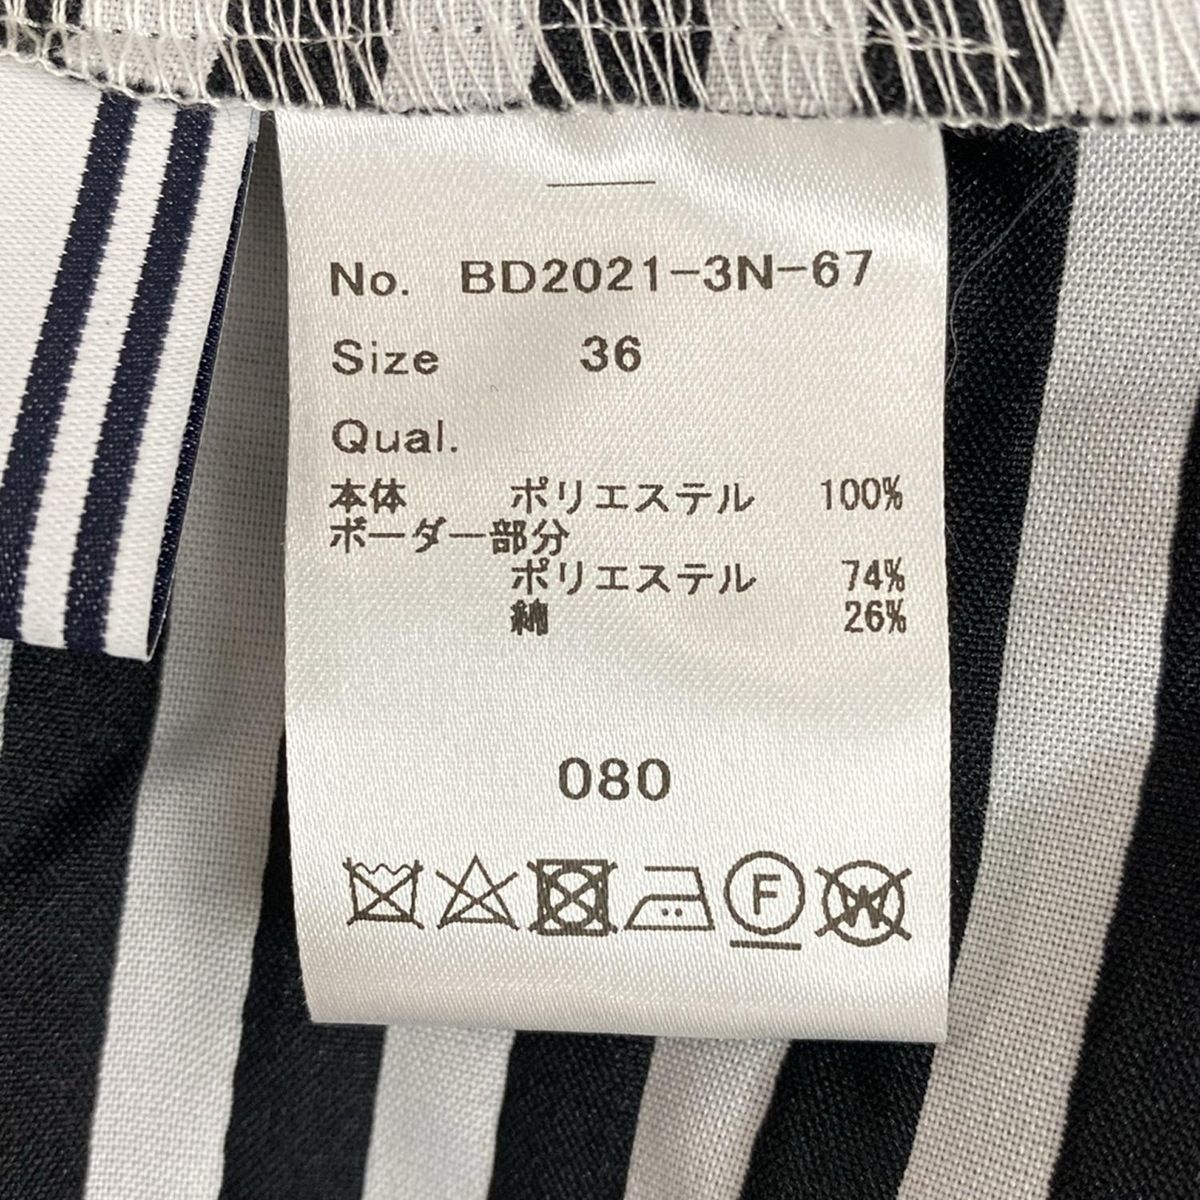 No. BD2021-3N-67
Size 36
Qual.
本体 ポリエステル 100%
ボーダー部分
ポリエステル 74%
綿 26%
080
F
W